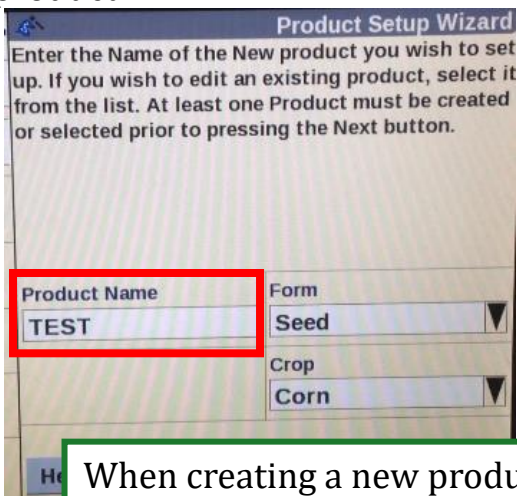 Product Setup Wizard
Enter the Name of the New product you wish to set
up. If you wish to edit an existing product, select it
from the list. At least one Product must be created
or selected prior to pressing the Next button.
Product Name
Form
TEST
Seed
Crop
Corn
When creating a new